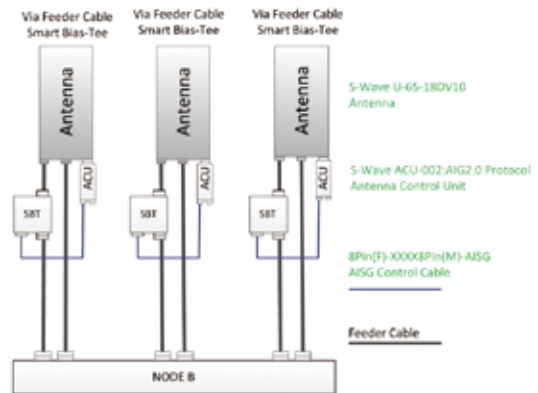 Via Feeder Cable
Smart Bias-Tee
Via Feeder Cable
Smart Bias-Tee
Via Feeder Cable
Smart Bias-Tee
Antenna
Antenna
Antenna
S-Wave U-65-18DV10
Antenna
ACU
ACU
ACU
S-Wave ACU-002:AIG2.0 Protocol
Antenna Control Unit
SBT
SBT
SBT
8Pin(F)-XXXX8Pin(M)-AISG
AISG Control Cable
Feeder Cable
NODE B